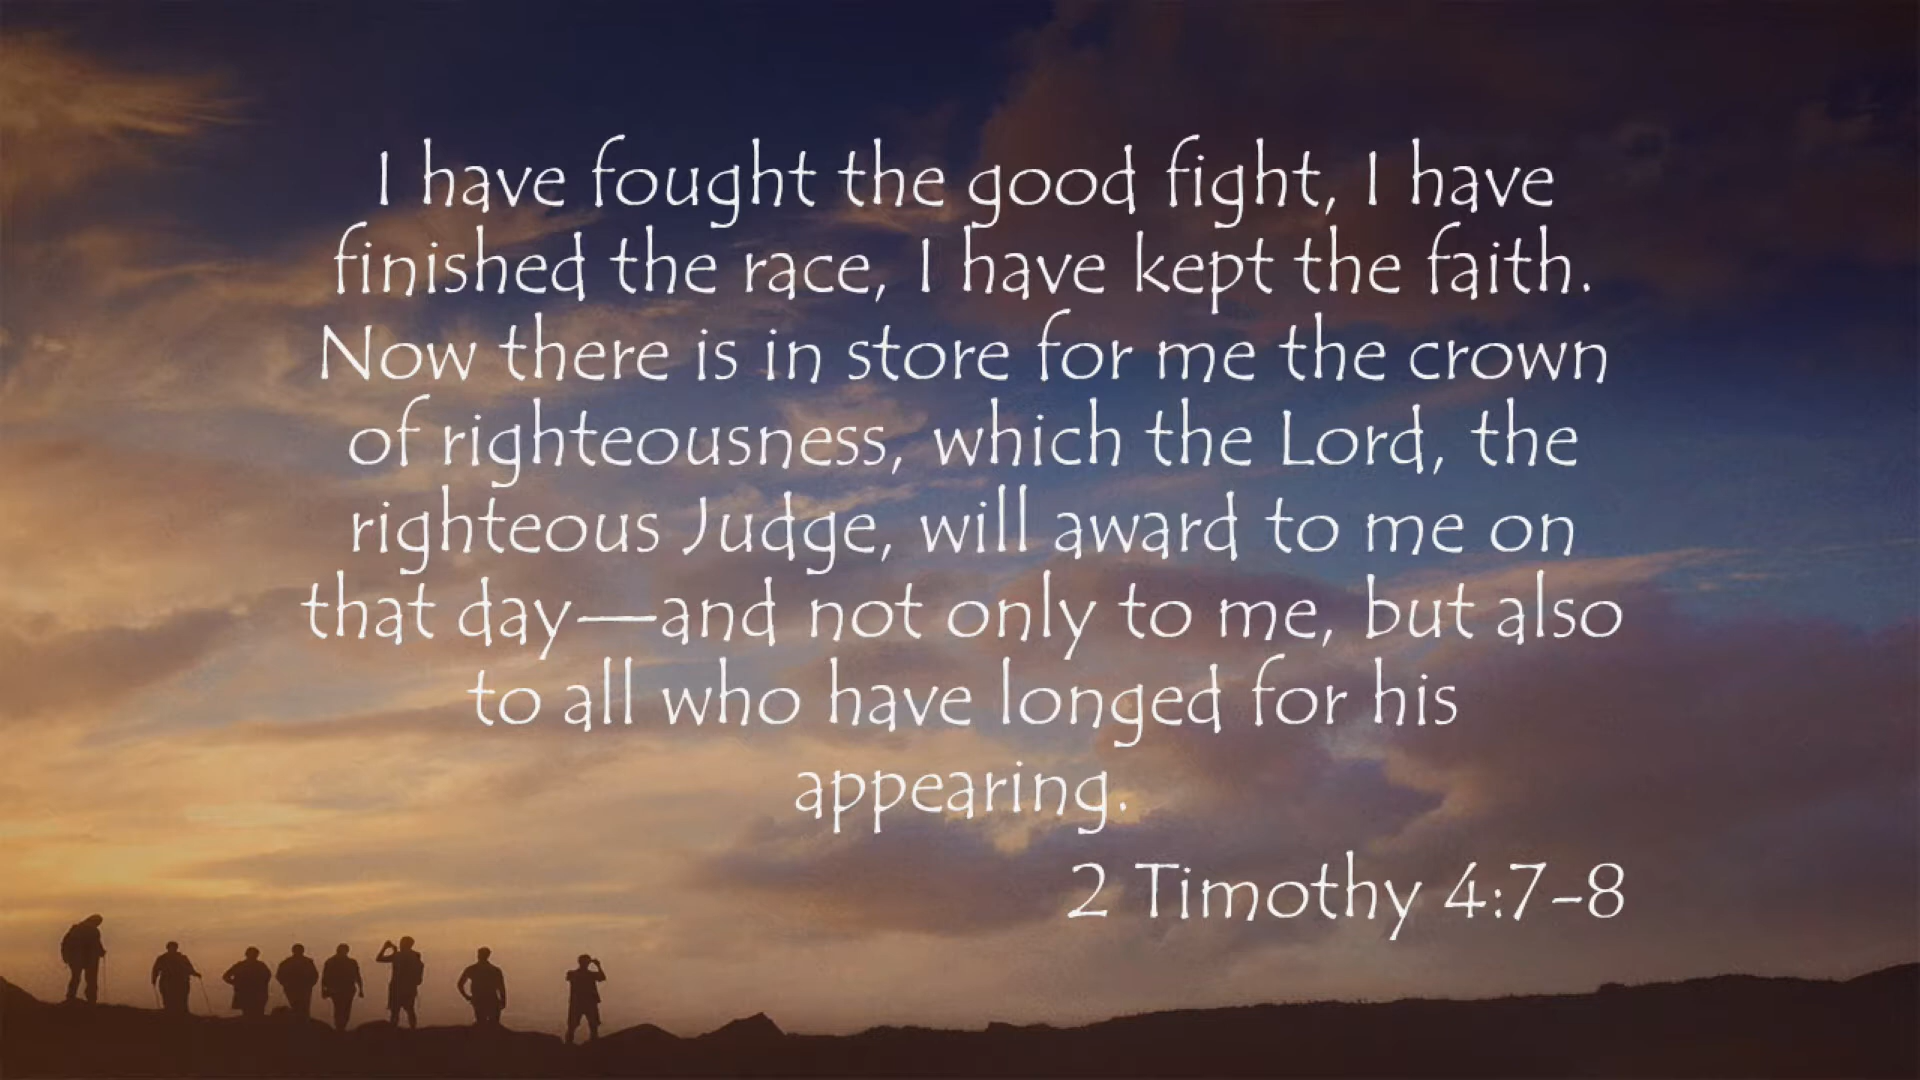 I have fought the good fight, I have
finished the race, I have kept the faith.
Now there is in store for me the crown
of righteousness, which the Lord, the
righteous Judge, will award to me on
that day—and not only to me, but also
to all who have longed for his
appearing.
2 Timothy 4:7-8